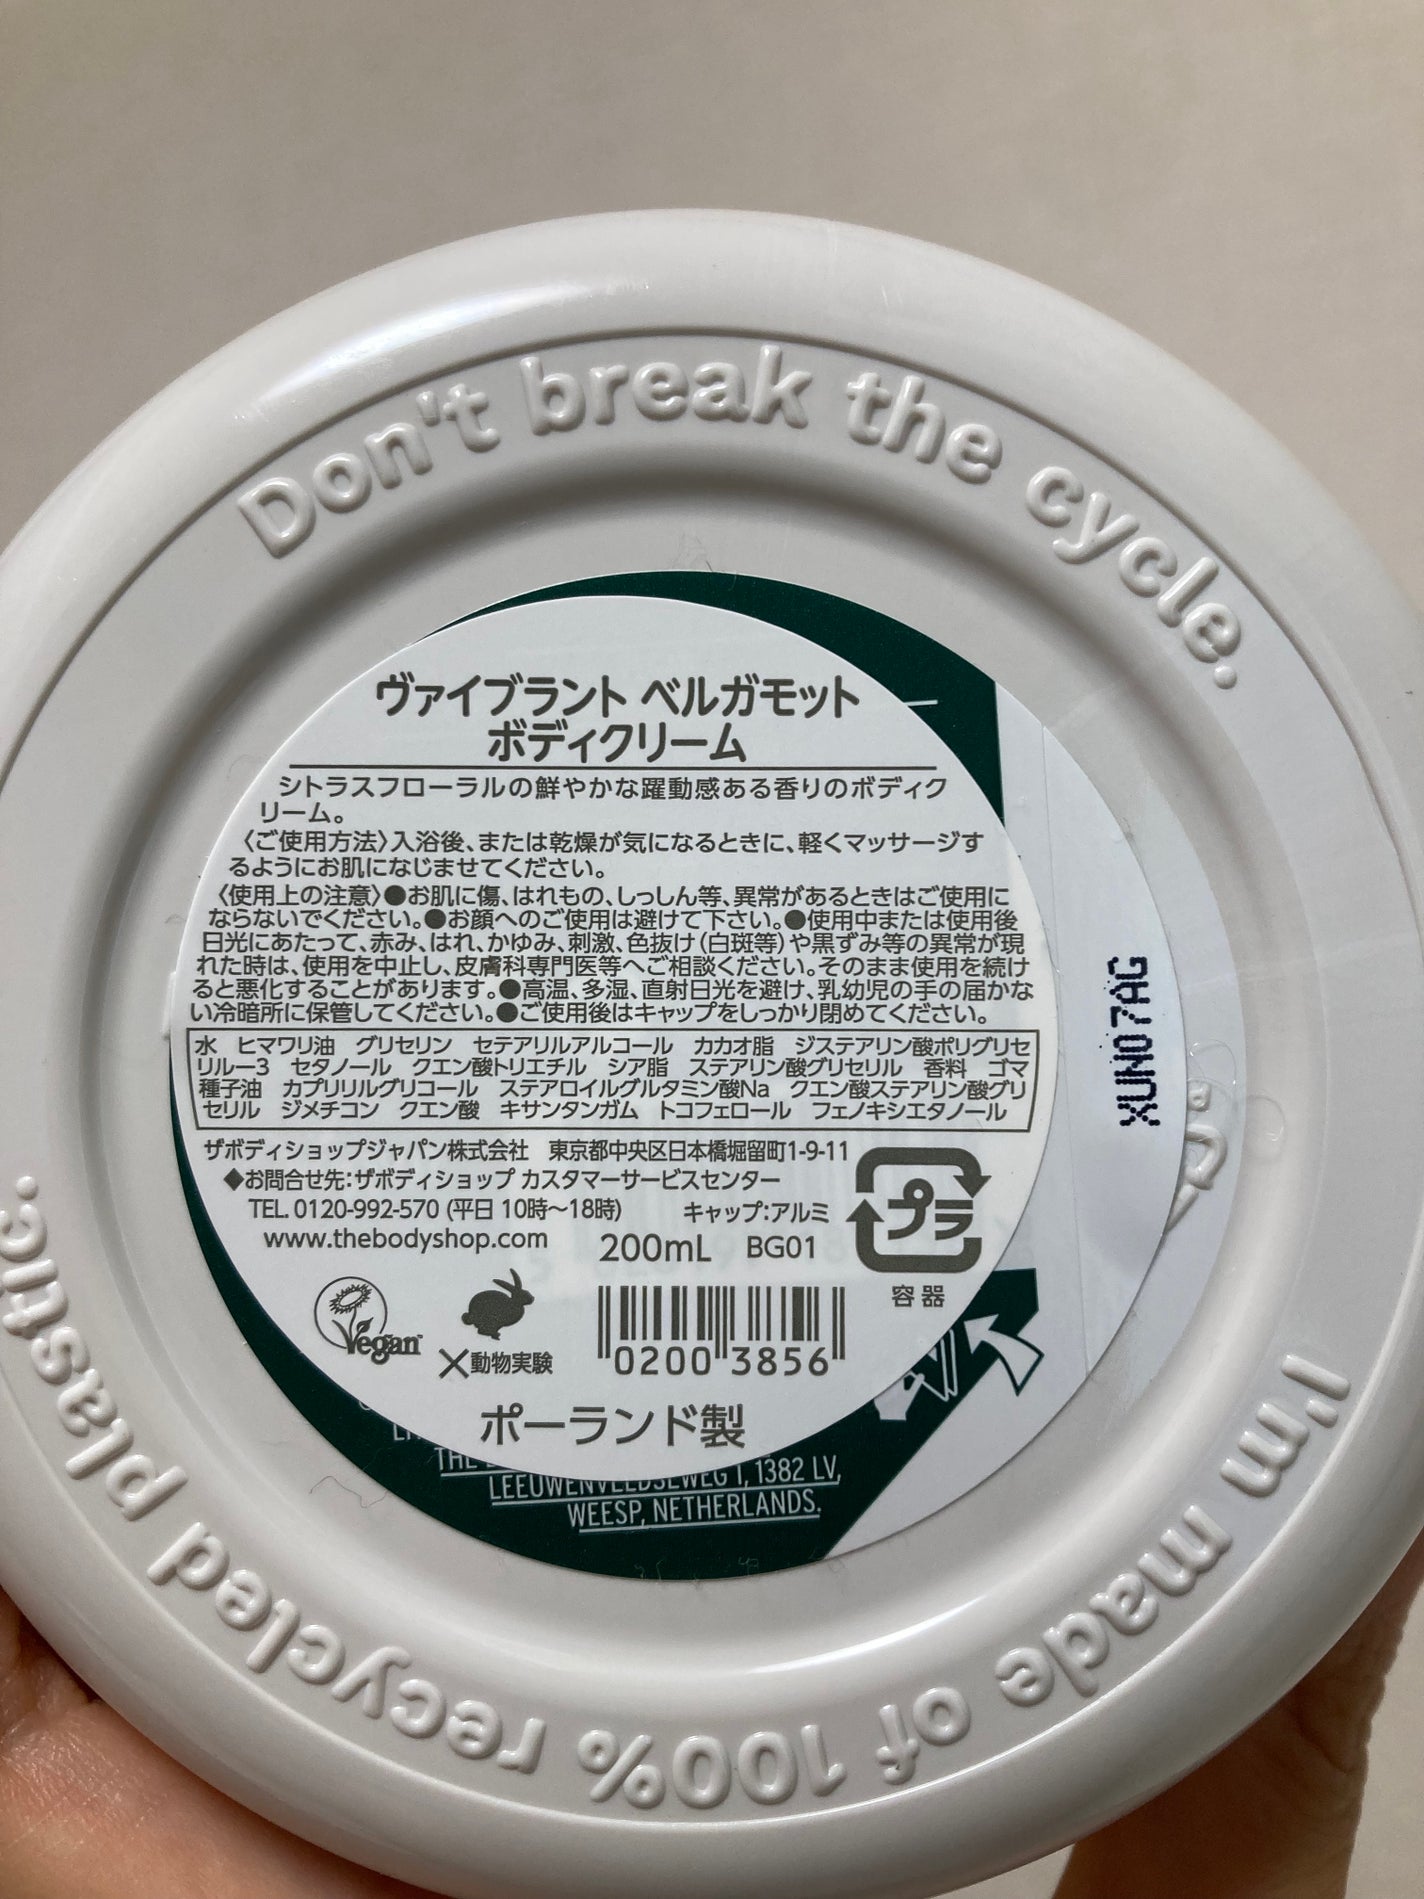 Don't break the cycle.
ヴァイブラント ベルガモット
ボディクリーム
シトラスフローラルの鮮やかな躍動感ある香りのボディク
リーム。
〈ご使用方法〉入浴後、または乾燥が気になるときに、軽くマッサージす
るようにお肌になじませてください。
〈使用上の注意〉●お肌に傷、はれもの、しっしん等、異常があるときはご使用に
ならないでください。●お顔へのご使用は避けて下さい。●使用中または使用後
日光にあたって、赤み、はれ、かゆみ、刺激、色抜け(白斑等)や黒ずみ等の異常が現
れた時は、使用を中止し、皮膚科専門医等へご相談ください。そのまま使用を続け
ると悪化することがあります。●高温、多湿、直射日光を避け、乳幼児の手の届かな
い冷暗所に保管してください。●ご使用後はキャップをしっかり閉めてください。
水 ヒマワリ油 グリセリン セテアリルアルコール カカオ脂 ジステアリン酸ポリグリセ
リルー3 セタノール クエン酸トリエチル シア脂 ステアリン酸グリセリル 香料 ゴマ
種子油 カプリリルグリコール ステアロイルグルタミン酸Na クエン酸ステアリン酸グリ
セリル ジメチコン クエン酸 キサンタンガム トコフェロール フェノキシエタノール
ザボディショップジャパン株式会社 東京都中央区日本橋堀留町1-9-11
◆お問合せ先:ザボディショップ カスタマーサービスセンター
TEL. 0120-992-570 (平日 10時～18時) キャップ:アルミ
www.thebodyshop.com 200mL BG01
プラ
容器
Vegan
×動物実験
0200 3856
ポーランド製
1382 LV,
WEESP, NETHERLANDS.
XUN07AG
I'm made of 100% recycled plastic.